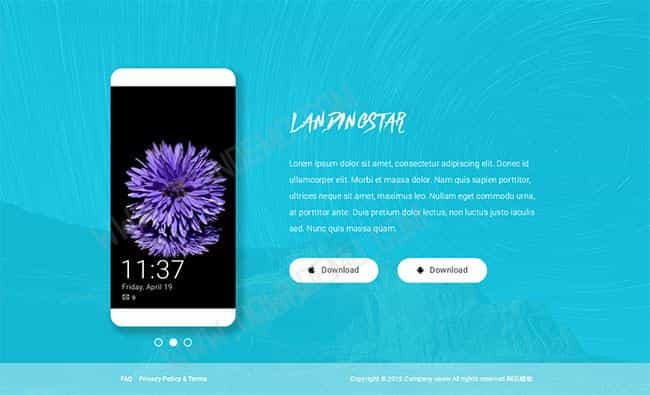 LANDINGSTAR
Lorem ipsum dolor sit amet, consectetur adipiscing elit. Donec id
ullamcorper elit. Morbi et massa dolor. Nam quis sapien porttitor,
ultrices neque sit amet, maximus leo. Nullam eget commodo urna,
at porttitor ante. Duis pretium dolor lectus, non luctus justo iaculis
sed. Nunc quis massa quam.
Download
Download
11:37
Friday, April 19
FAQ
Privacy Policy & Terms
Copyright © Company name All rights reserved.